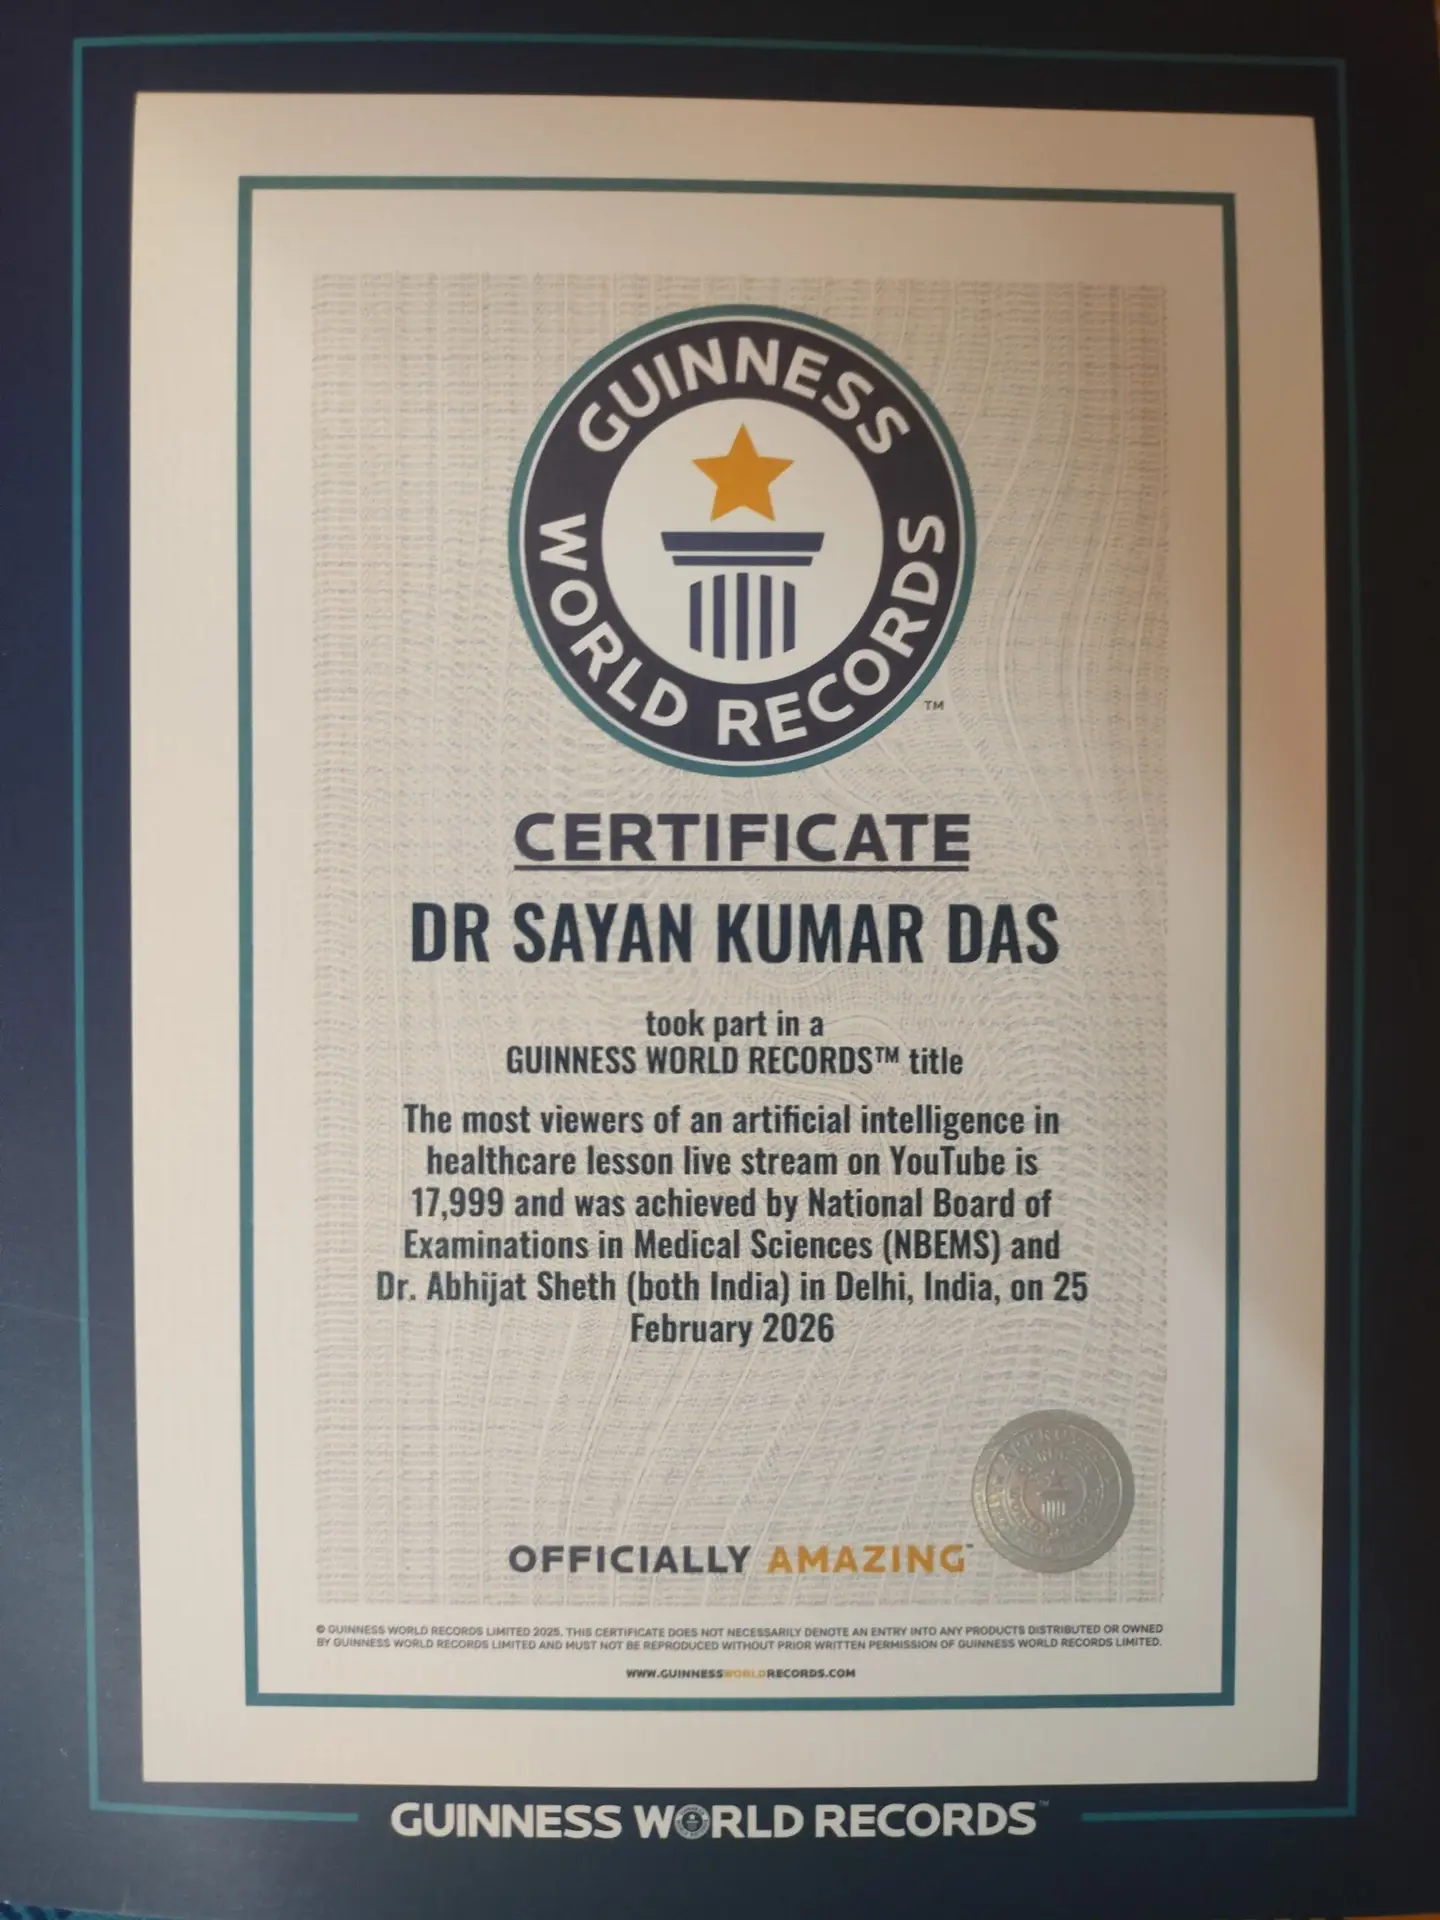 GUINNESS
WORLD RECORDS
TM
CERTIFICATE
DR SAYAN KUMAR DAS
took part in a
GUINNESS WORLD RECORDS™ title
The most viewers of an artificial intelligence in
healthcare lesson live stream on YouTube is
17,999 and was achieved by National Board of
Examinations in Medical Sciences (NBEMS) and
Dr. Abhijat Sheth (both India) in Delhi, India, on 25
February 2026
APPROVED
OFFICIALLY AMAZING™
© GUINNESS WORLD RECORDS LIMITED 2025. THIS CERTIFICATE DOES NOT NECESSARILY DENOTE AN ENTRY INTO ANY PRODUCTS DISTRIBUTED OR OWNED
BY GUINNESS WORLD RECORDS LIMITED AND MUST NOT BE REPRODUCED WITHOUT PRIOR WRITTEN PERMISSION OF GUINNESS WORLD RECORDS LIMITED.
WWW.GUINNESSWORLDRECORDS.COM
GUINNESS WORLD RECORDS™